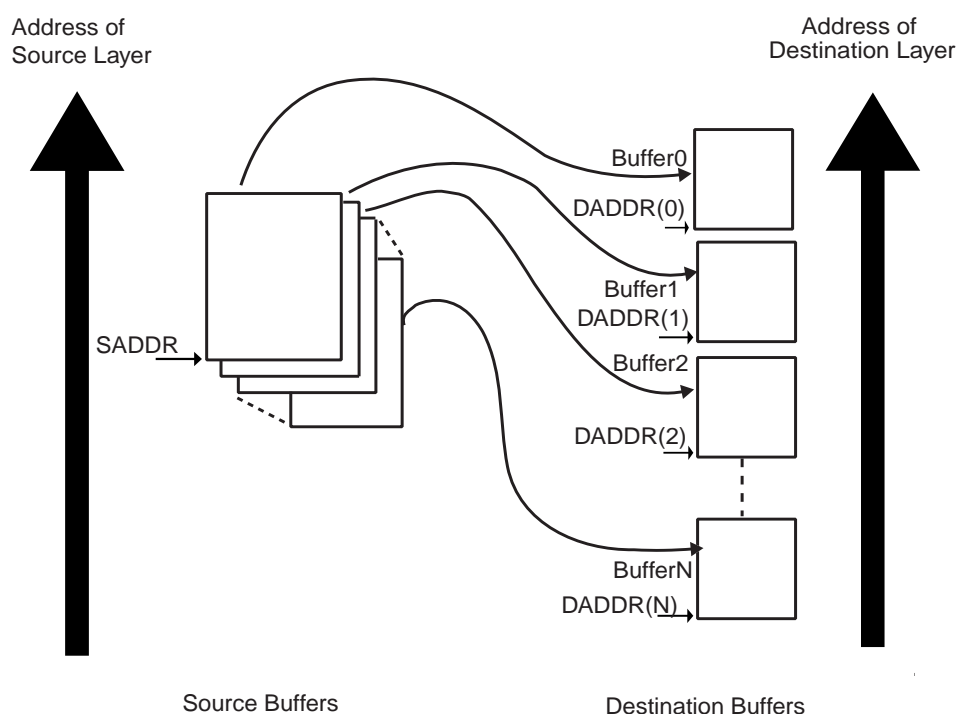 Address of
Source Layer
Address of
Destination Layer
Buffer0
DADDR(0)
Buffer1
DADDR(1)
SADDR
Buffer2
DADDR(2)
BufferN
DADDR(N)
Source Buffers
Destination Buffers